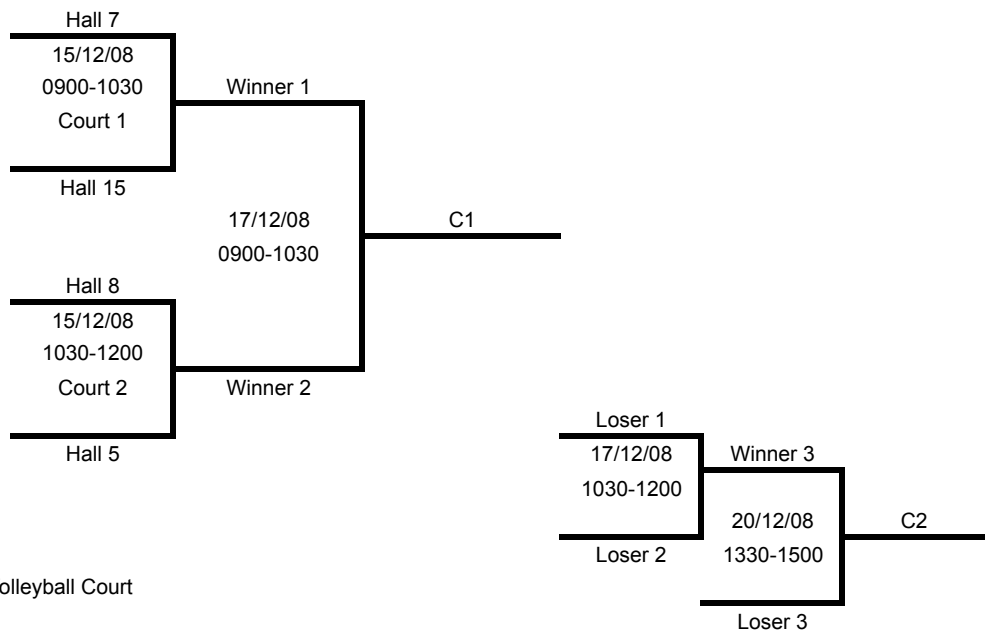 Hall 7
15/12/08
0900-1030
Court 1
Hall 15
Winner 1
17/12/08
0900-1030
C1
Hall 8
15/12/08
1030-1200
Court 2
Hall 5
Winner 2
Loser 1
17/12/08
1030-1200
Loser 2
Winner 3
20/12/08
1330-1500
Loser 3
C2
olleyball Court